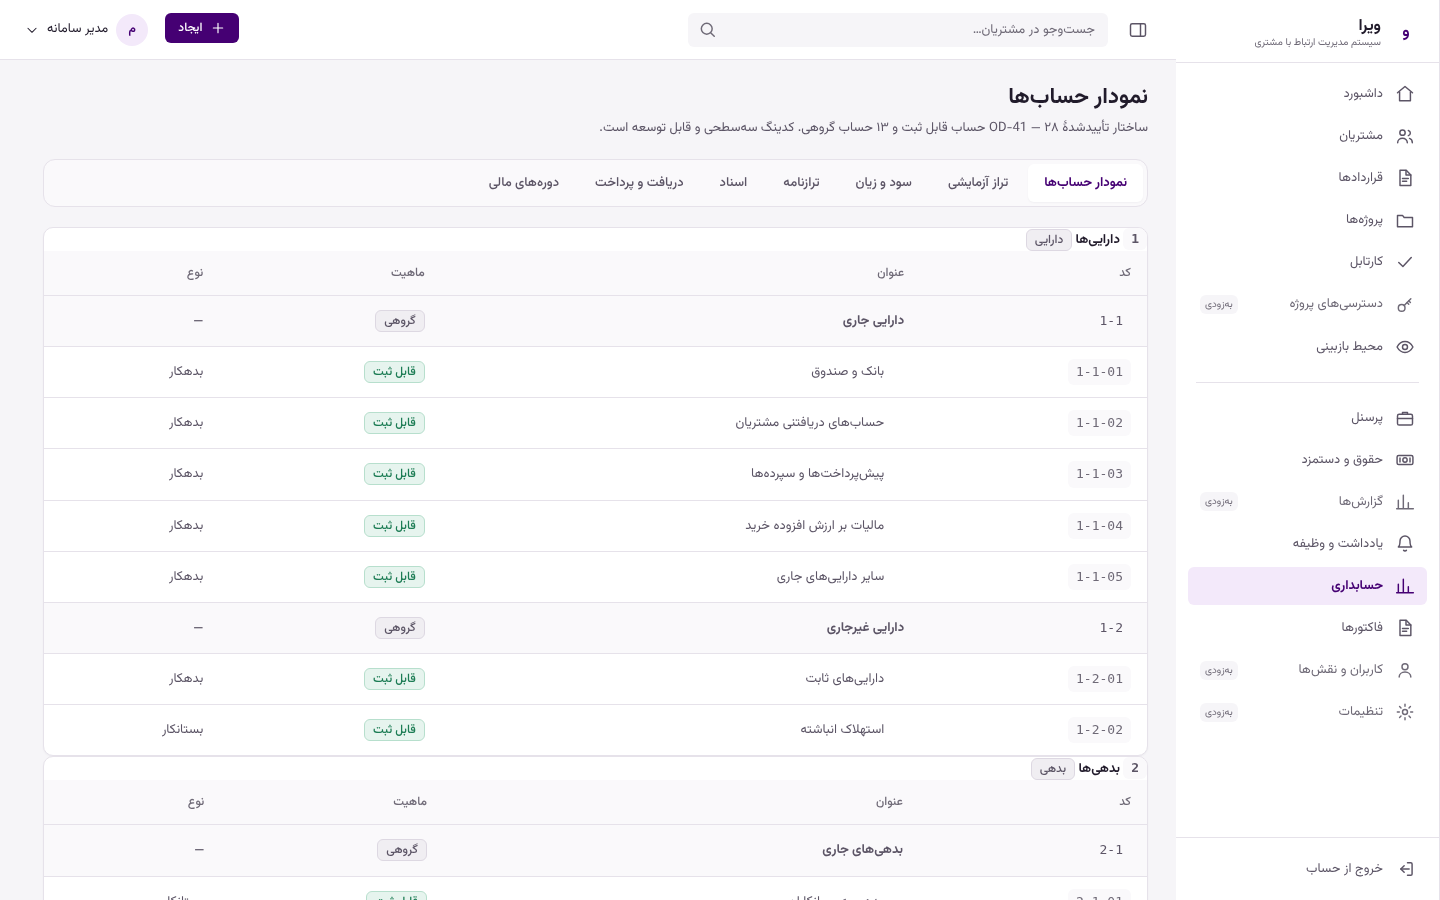 و
ویرا
سیستم مدیریت ارتباط با مشتری
داشبورد
مشتریان
قراردادها
پروژه‌ها
کارتابل
دسترسی‌های پروژه
به‌زودی
محیط بازبینی
پرسنل
حقوق و دستمزد
گزارش‌ها
به‌زودی
یادداشت و وظیفه
حسابداری
فاکتورها
کاربران و نقش‌ها
به‌زودی
تنظیمات
به‌زودی
خروج از حساب
جست‌وجو در مشتریان...
ایجاد
م
مدیر سامانه
نمودار حساب‌ها
ساختار تأییدشدهٔ OD-41 — ۲۸ حساب قابل ثبت و ۱۳ حساب گروهی. کدینگ سه‌سطحی و قابل توسعه است.
نمودار حساب‌ها تراز آزمایشی سود و زیان ترازنامه اسناد دریافت و پرداخت دوره‌های مالی
1 دارایی‌ها دارایی
کد عنوان ماهیت نوع
1-1 دارایی جاری گروهی —
1-1-01 بانک و صندوق قابل ثبت بدهکار
1-1-02 حساب‌های دریافتنی مشتریان قابل ثبت بدهکار
1-1-03 پیش‌پرداخت‌ها و سپرده‌ها قابل ثبت بدهکار
1-1-04 مالیات بر ارزش افزوده خرید قابل ثبت بدهکار
1-1-05 سایر دارایی‌های جاری قابل ثبت بدهکار
1-2 دارایی غیرجاری گروهی —
1-2-01 دارایی‌های ثابت قابل ثبت بدهکار
1-2-02 استهلاک انباشته قابل ثبت بستانکار
2 بدهی‌ها بدهی
کد عنوان ماهیت نوع
2-1 بدهی‌های جاری گروهی —